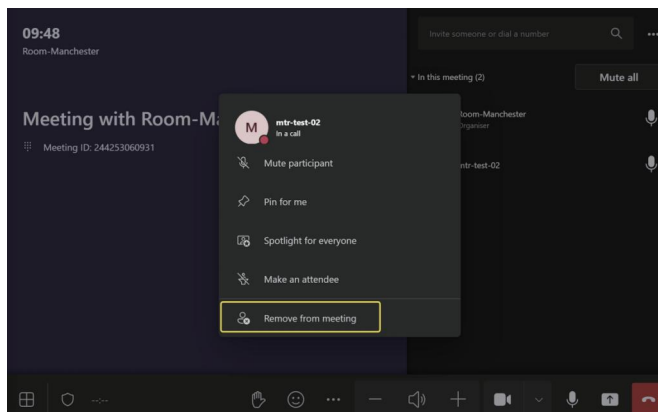 09:48
Room-Manchester
Invite someone or dial a number
In this meeting (2)
Mute all
Meeting with Room-Ma
Meeting ID: 244253060931
M
mtr-test-02
In a call
Mute participant
Pin for me
Spotlight for everyone
Make an attendee
Remove from meeting
Room-Manchester
Organiser
mtr-test-02
--:--